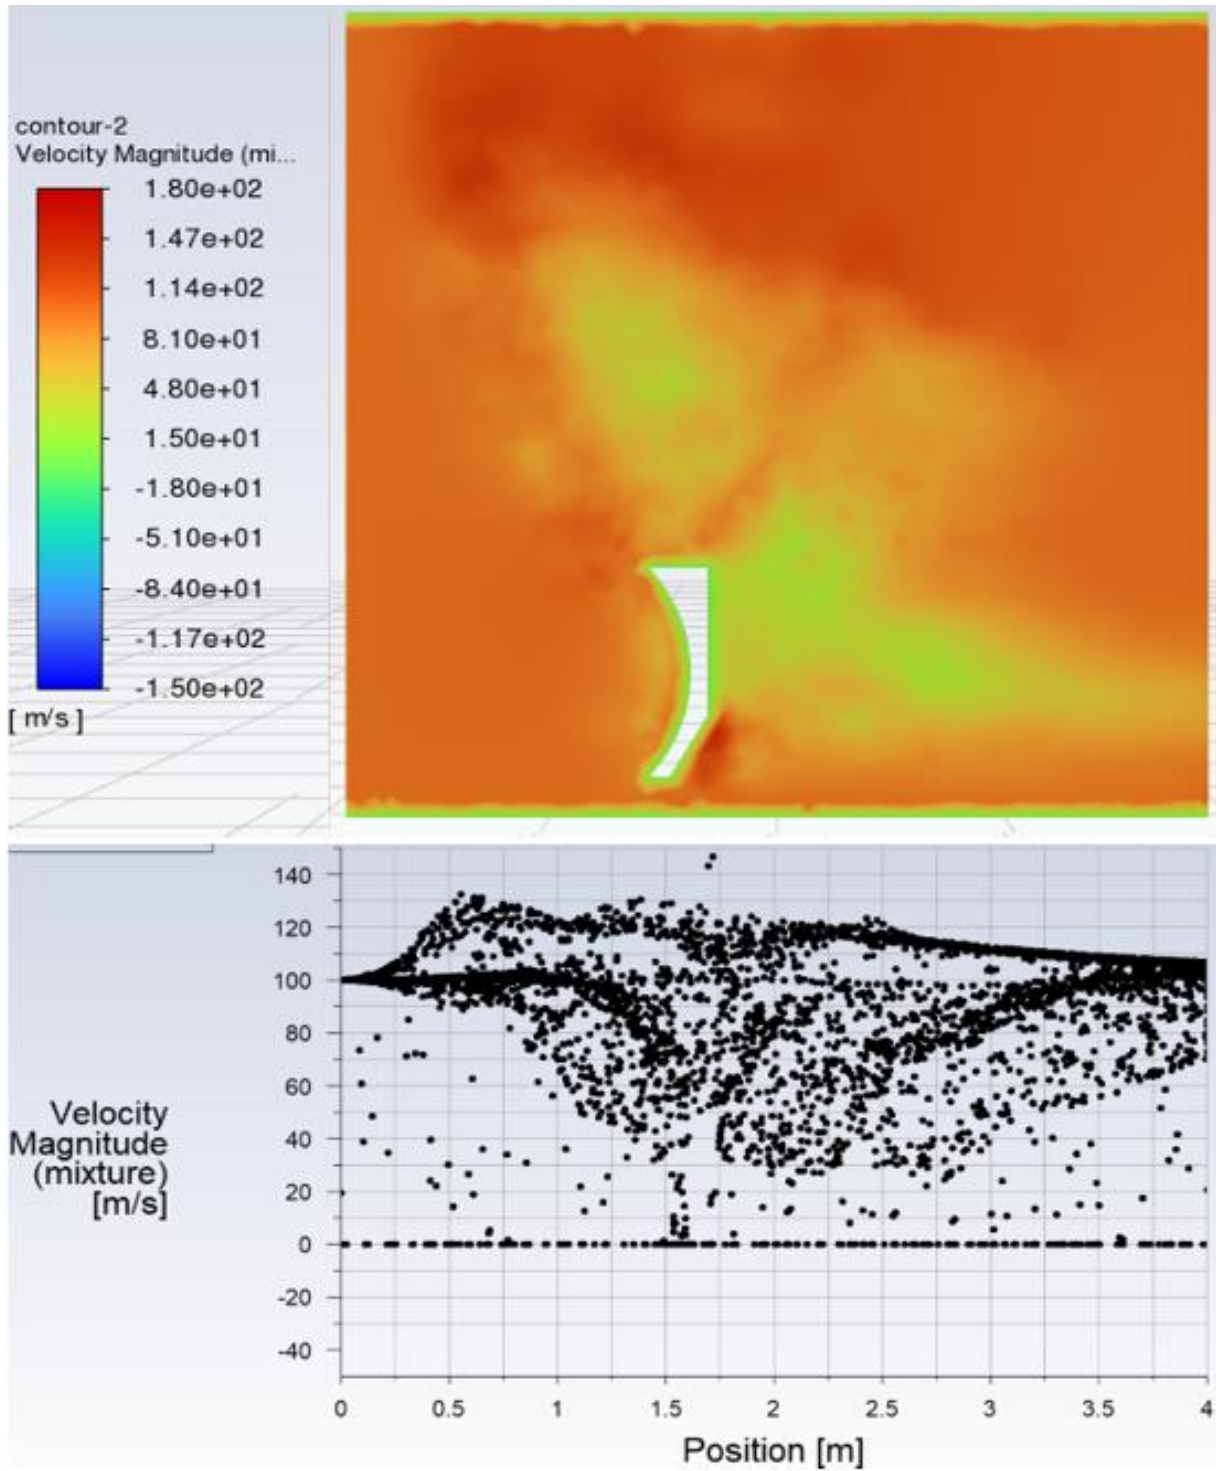 contour-2
Velocity Magnitude (mi...
1.80e+02
1.47e+02
1.14e+02
8.10e+01
4.80e+01
1.50e+01
-1.80e+01
-5.10e+01
-8.40e+01
-1.17e+02
-1.50e+02
[ m/s ]
140
120
100
80
60
40
20
0
-20
-40
Velocity
Magnitude
(mixture)
[m/s]
0 0.5 1 1.5 2 2.5 3 3.5 4
Position [m]